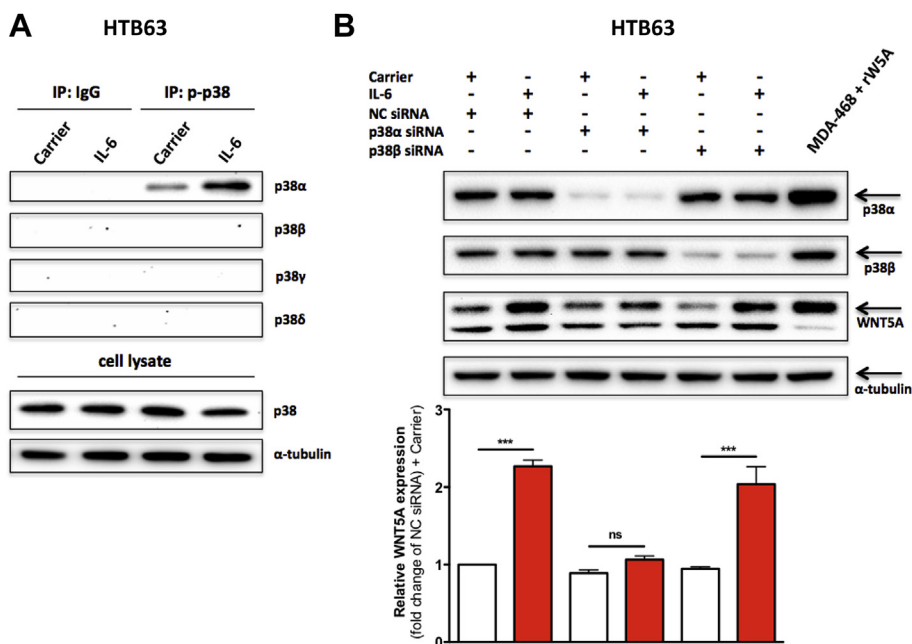 A
HTB63
IP: IgG IP: p-p38
Carrier IL-6 Carrier IL-6
p38α
p38β
p38γ
p38δ
cell lysate
p38
α-tubulin
B
HTB63
Carrier + - + - + -
IL-6 - + - + - +
NC siRNA + + - - - -
p38α siRNA - - + + - -
p38β siRNA - - - - + +
MDA-468 + rW5A
p38α
p38β
WNT5A
α-tubulin
Relative WNT5A expression
(fold change of NC siRNA) + Carrier
3
2
1
0
***
ns
***